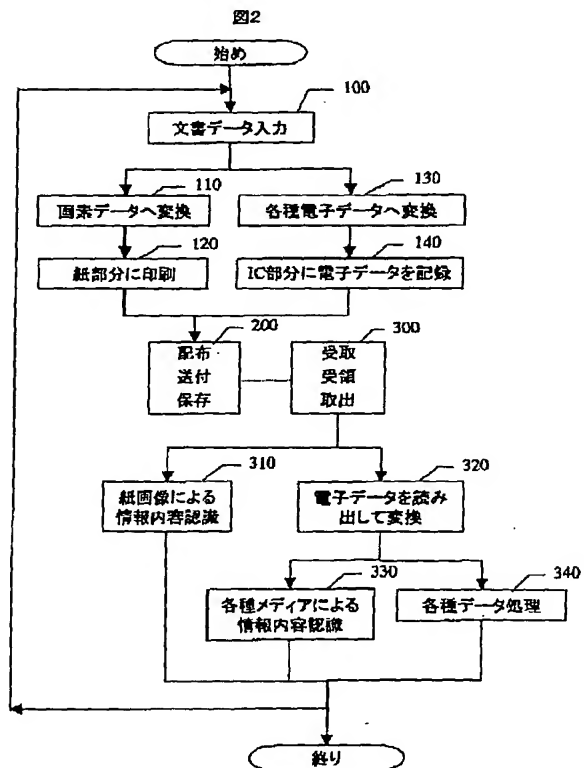 図2
始め
100
文書データ入力
110
画素データへ変換
130
各種電子データへ変換
120
紙部分に印刷
140
IC部分に電子データを記録
200
配布
送付
保存
300
受取
受領
取出
310
紙画像による
情報内容認識
320
電子データを読み
出して変換
330
各種メディアによる
情報内容認識
340
各種データ処理
終り